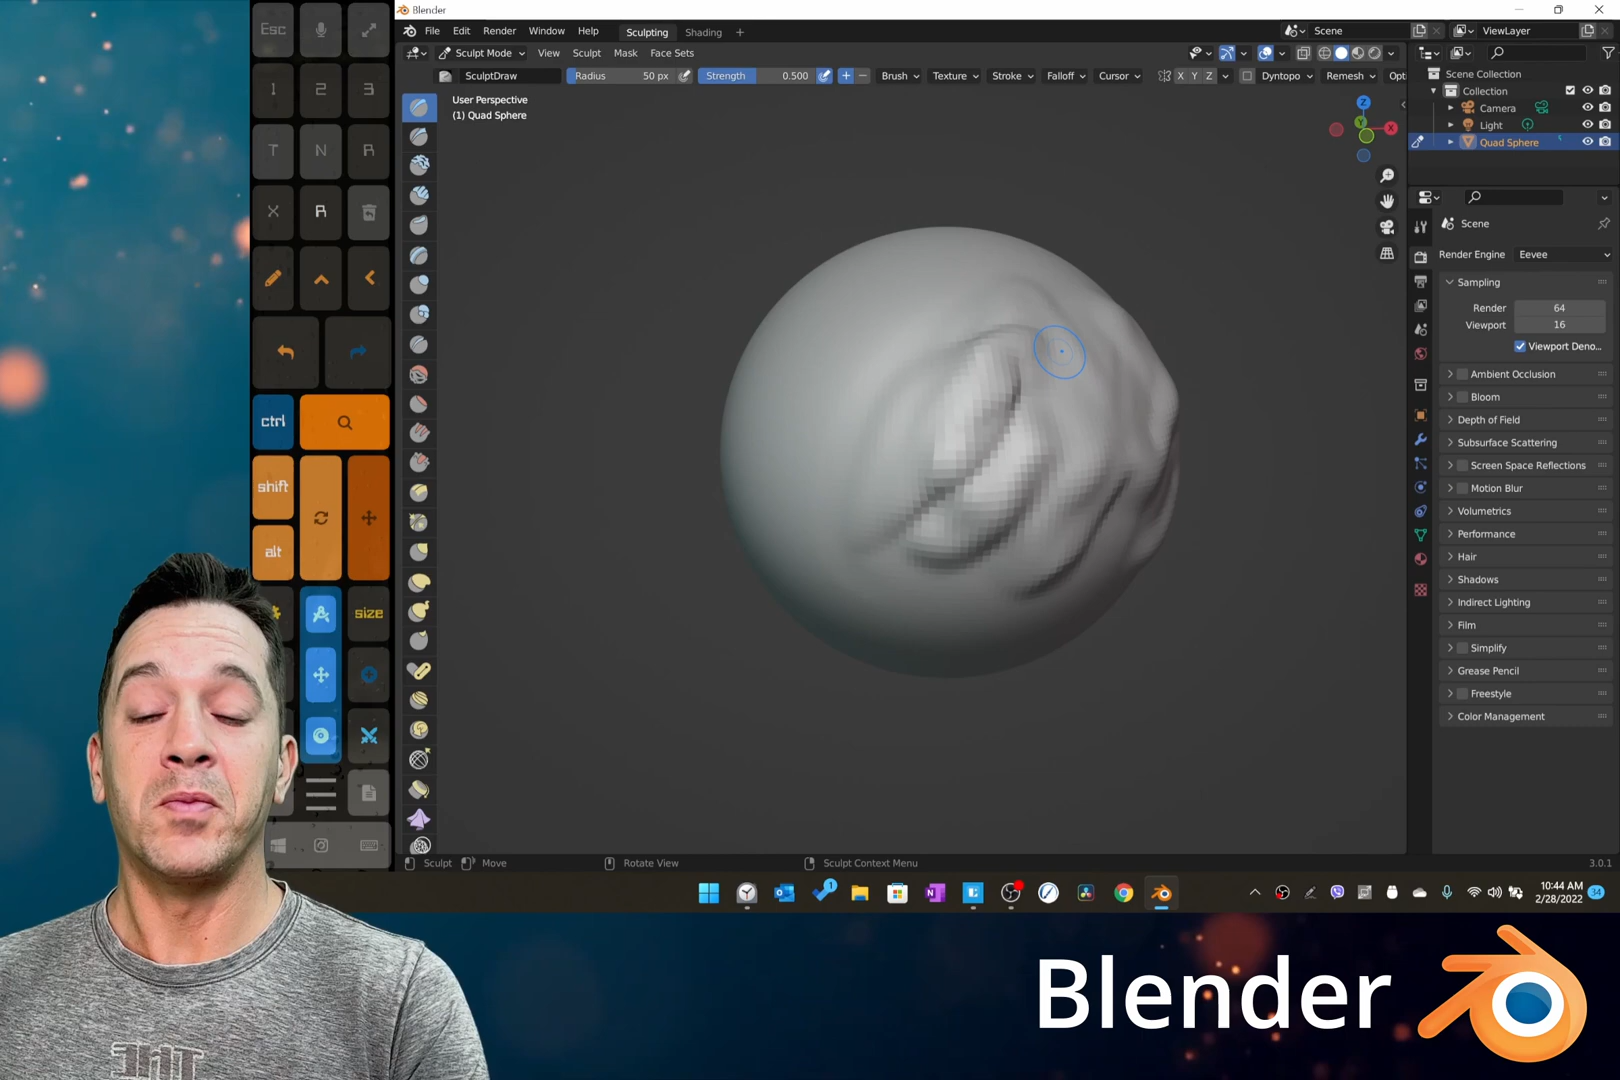 Blender
File Edit Render Window Help Sculpting Shading + Scene ViewLayer
Sculpt Mode View Sculpt Mask Face Sets
SculptDraw Radius 50 px Strength 0.500 Brush Texture Stroke Falloff Cursor X Y Z Dyntopo Remesh Opti
User Perspective
(1) Quad Sphere
Z
Y
X
Scene Collection
Collection
Camera
Light
Quad Sphere
Scene
Render Engine Eevee
Sampling
Render 64
Viewport 16
Viewport Deno...
Ambient Occlusion
Bloom
Depth of Field
Subsurface Scattering
Screen Space Reflections
Motion Blur
Volumetrics
Performance
Hair
Shadows
Indirect Lighting
Film
Simplify
Grease Pencil
Freestyle
Color Management
Sculpt Move Rotate View Sculpt Context Menu 3.0.1
1
10:44 AM
2/28/2022
34
Esc
1 2 3
T N R
X R
ctrl
shift
alt
size
Blender